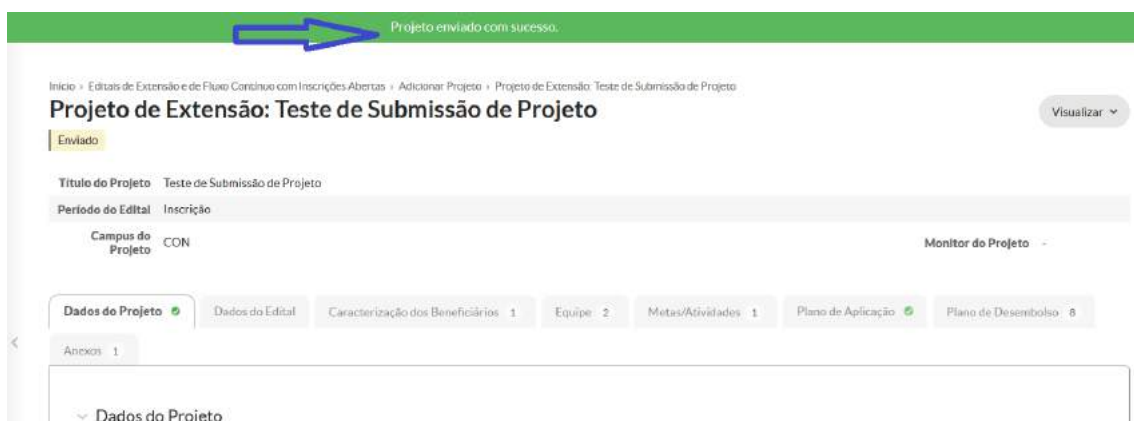 Projeto enviado com sucesso.
Início › Editais de Extensão e de Fluxo Contínuo com Inscrições Abertas › Adicionar Projeto › Projeto de Extensão: Teste de Submissão de Projeto
Projeto de Extensão: Teste de Submissão de Projeto
Visualizar
Enviado
Título do Projeto Teste de Submissão de Projeto
Período do Edital Inscrição
Campus do Projeto CON
Monitor do Projeto -
Dados do Projeto Dados do Edital Caracterização dos Beneficiários 1 Equipe 2 Metas/Atividades 1 Plano de Aplicação Plano de Desembolso 8
Anexos 1
Dados do Projeto